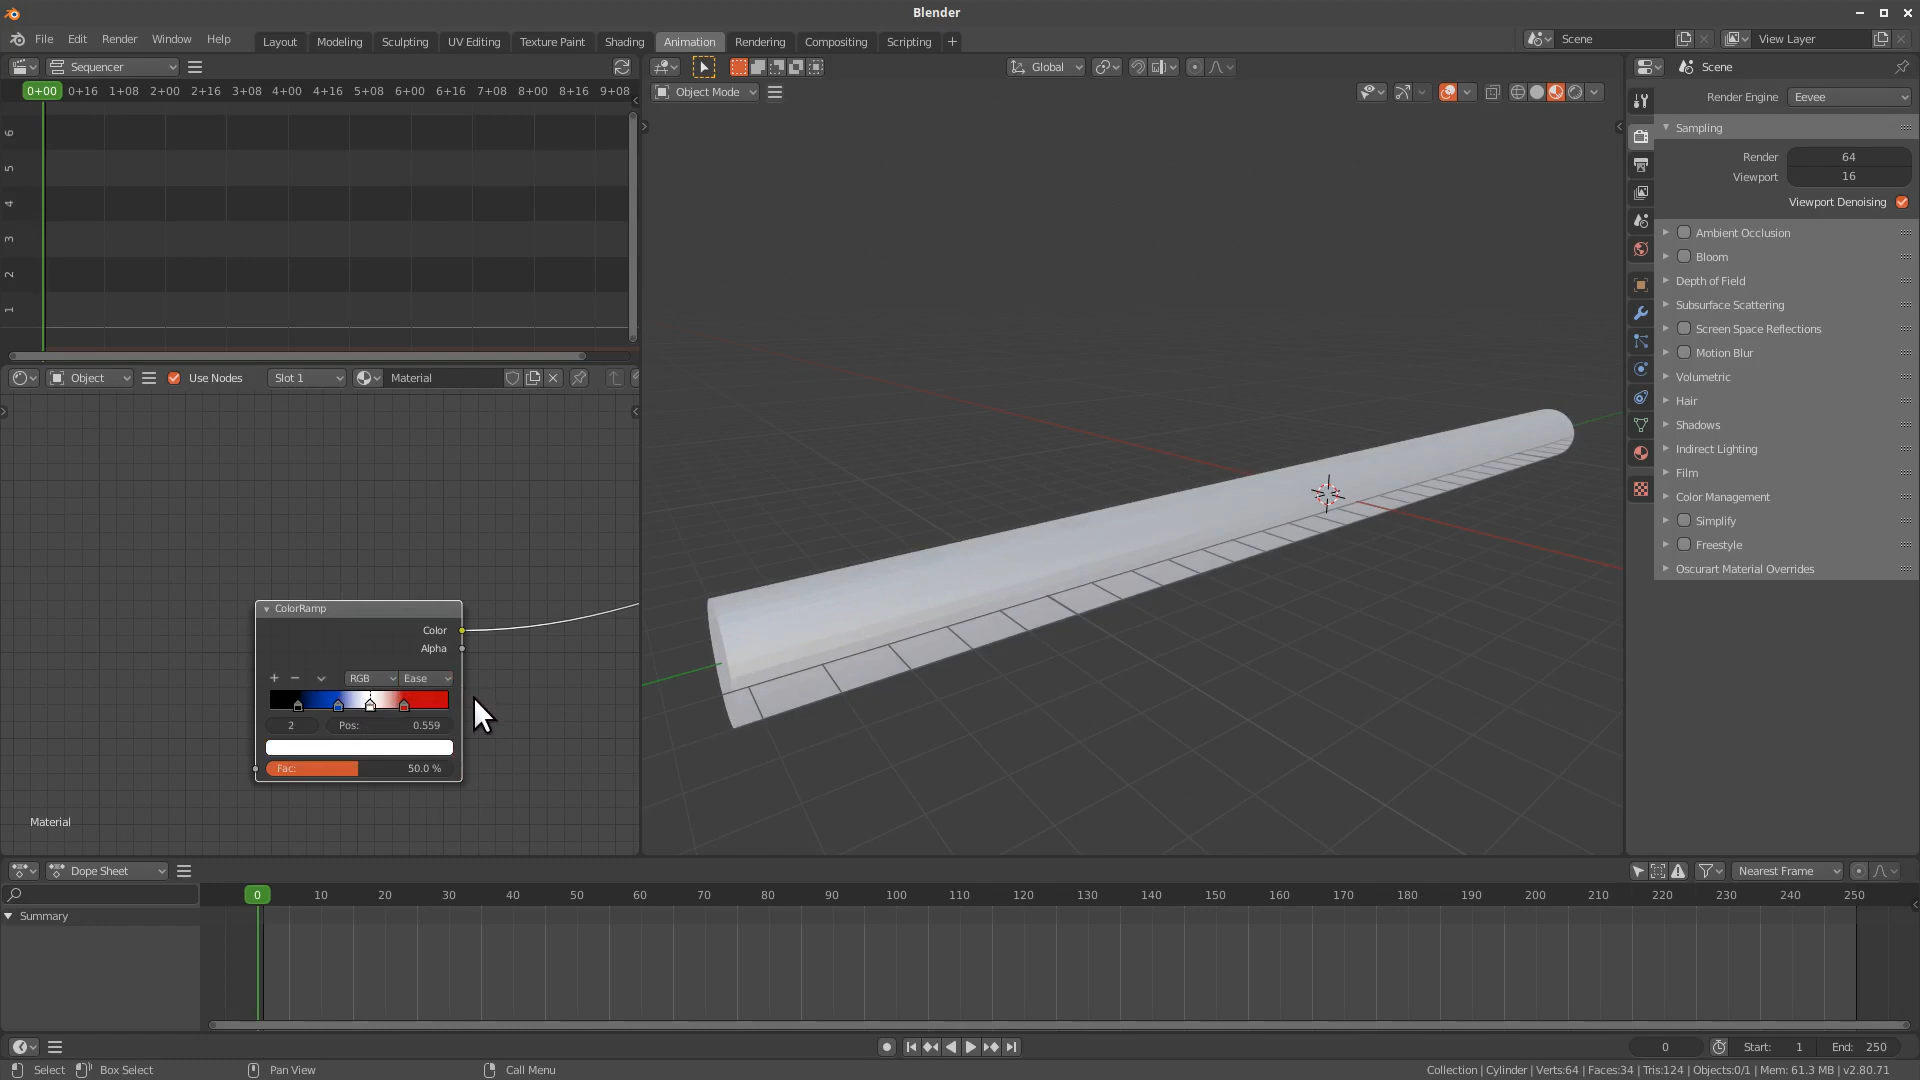 Blender
File Edit Render Window Help
Layout Modeling Sculpting UV Editing Texture Paint Shading Animation Rendering Compositing Scripting +
Scene View Layer
Sequencer
0+00 0+16 1+08 2+00 2+16 3+08 4+00 4+16 5+08 6+00 6+16 7+08 8+00 8+16 9+08
6
5
4
3
2
1
Object Use Nodes Slot 1 Material
ColorRamp
Color
Alpha
RGB Ease
2 Pos: 0.559
Fac: 50.0 %
Material
Global
Object Mode
Scene
Render Engine Eevee
Sampling
Render 64
Viewport 16
Viewport Denoising
Ambient Occlusion
Bloom
Depth of Field
Subsurface Scattering
Screen Space Reflections
Motion Blur
Volumetric
Hair
Shadows
Indirect Lighting
Film
Color Management
Simplify
Freestyle
Oscurart Material Overrides
Dope Sheet Nearest Frame
0 10 20 30 40 50 60 70 80 90 100 110 120 130 140 150 160 170 180 190 200 210 220 230 240 250
Summary
0 Start: 1 End: 250
Select Box Select Pan View Call Menu Collection | Cylinder | Verts:64 | Faces:34 | Tris:124 | Objects:0/1 | Mem: 61.3 MB | v2.80.71